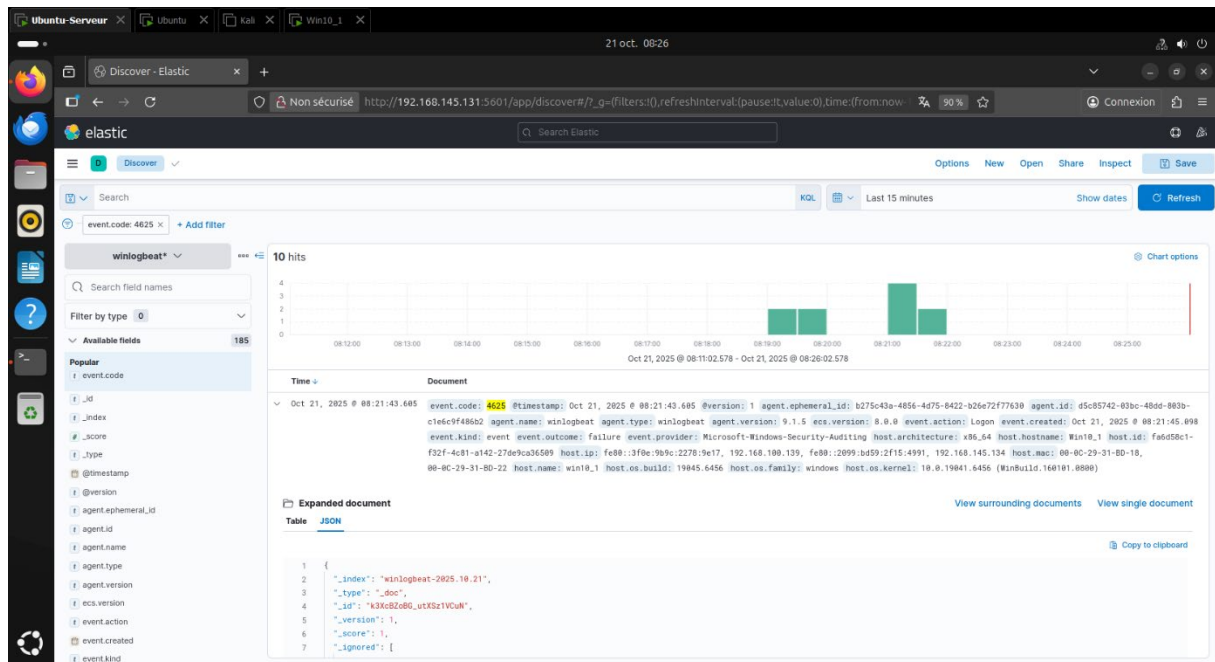 Ubuntu-Serveur Ubuntu Kali Win10_1
21 oct. 08:26
Discover - Elastic
Non sécurisé http://192.168.145.131:5601/app/discover#/?_g=(filters:!(),refreshInterval:(pause:!t,value:0),time:(from:now- 90 % Connexion
elastic Search Elastic
D Discover Options New Open Share Inspect Save
Search KQL Last 15 minutes Show dates Refresh
event.code: 4625 + Add filter
winlogbeat* 10 hits Chart options
Search field names
Filter by type 0
Available fields 185
Popular
event.code
_id
_index
_score
_type
@timestamp
@version
agent.ephemeral_id
agent.id
agent.name
agent.type
agent.version
ecs.version
event.action
event.created
event.kind
4
3
2
1
0
08:12:00 08:13:00 08:14:00 08:15:00 08:16:00 08:17:00 08:18:00 08:19:00 08:20:00 08:21:00 08:22:00 08:23:00 08:24:00 08:25:00
Oct 21, 2025 @ 08:11:02.578 - Oct 21, 2025 @ 08:26:02.578
Time Document
Oct 21, 2025 @ 08:21:43.605 event.code: 4625 @timestamp: Oct 21, 2025 @ 08:21:43.605 @version: 1 agent.ephemeral_id: b275c43a-4856-4d75-8422-b26e72f77630 agent.id: d5c85742-03bc-48dd-803b-
c1e6c9f486b2 agent.name: winlogbeat agent.type: winlogbeat agent.version: 9.1.5 ecs.version: 8.0.0 event.action: Logon event.created: Oct 21, 2025 @ 08:21:45.098
event.kind: event event.outcome: failure event.provider: Microsoft-Windows-Security-Auditing host.architecture: x86_64 host.hostname: Win10_1 host.id: fa6d58c1-
f32f-4c81-a142-27de9ca36509 host.ip: fe80::3f0e:9b9c:2278:9e17, 192.168.100.139, fe80::2099:bd59:2f15:4991, 192.168.145.134 host.mac: 00-0C-29-31-BD-18,
00-0C-29-31-BD-22 host.name: win10_1 host.os.build: 19045.6456 host.os.family: windows host.os.kernel: 10.0.19041.6456 (WinBuild.160101.0800)
Expanded document View surrounding documents View single document
Table JSON
Copy to clipboard
1 {
2 "_index": "winlogbeat-2025.10.21",
3 "_type": "_doc",
4 "_id": "k3XcBZoBG_utXSz1VCuN",
5 "_version": 1,
6 "_score": 1,
7 "_ignored": [